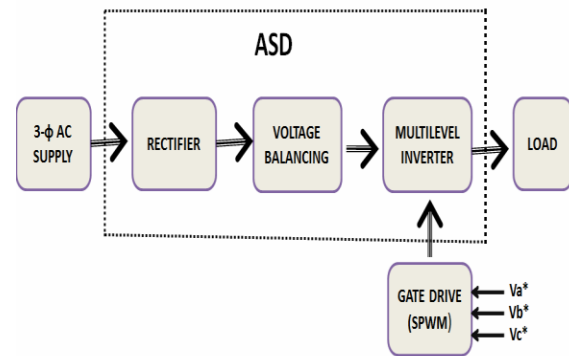 ASD
3-ϕ AC
SUPPLY
RECTIFIER
VOLTAGE
BALANCING
MULTILEVEL
INVERTER
LOAD
GATE DRIVE
(SPWM)
Va*
Vb*
Vc*